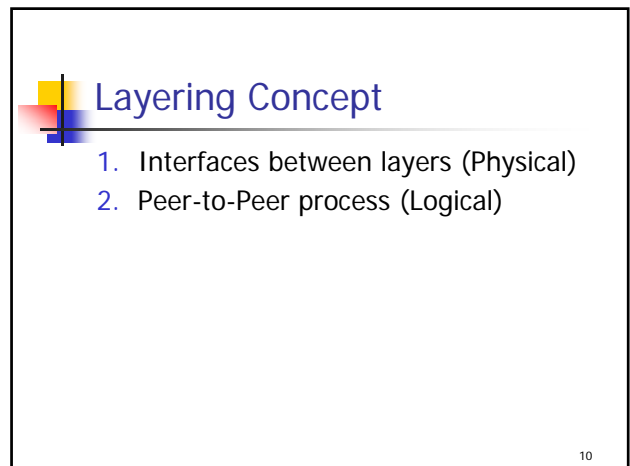 Layering Concept
1. Interfaces between layers (Physical)
2. Peer-to-Peer process (Logical)
10